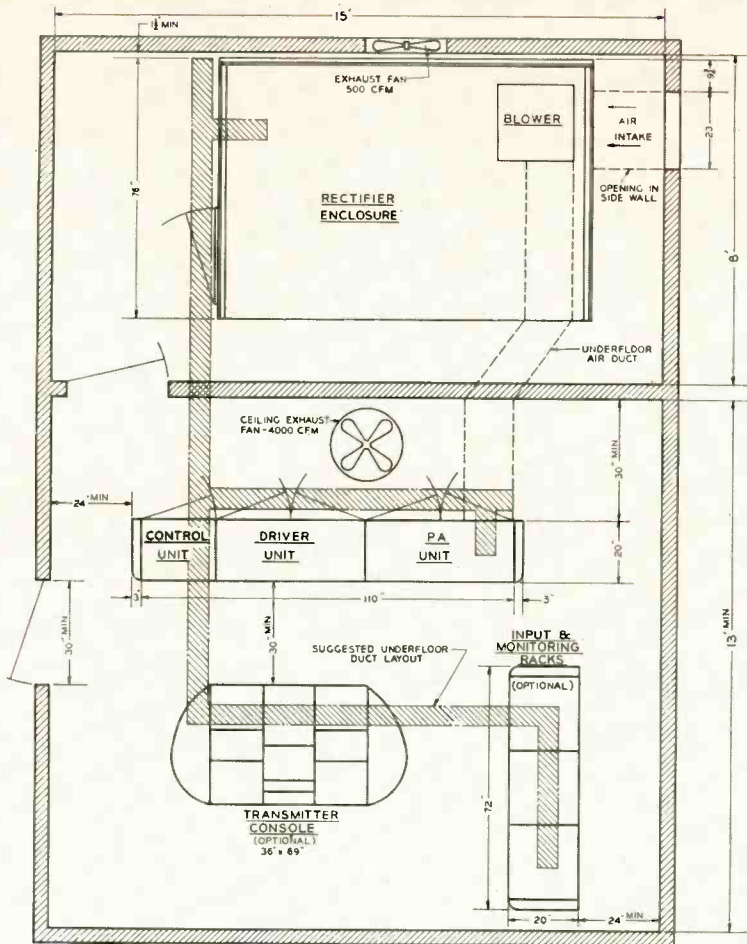 15'
1½" MIN
EXHAUST FAN
500 CFM
9¾"
BLOWER
AIR
INTAKE
23"
OPENING IN
SIDE WALL
76"
RECTIFIER
ENCLOSURE
8'
UNDERFLOOR
AIR DUCT
CEILING EXHAUST
FAN-4000 CFM
30" MIN
24" MIN
CONTROL
UNIT
DRIVER
UNIT
PA
UNIT
20"
3"
110"
3"
30" MIN
30" MIN
SUGGESTED UNDERFLOOR
DUCT LAYOUT
INPUT &
MONITORING
RACKS
(OPTIONAL)
13' MIN
72"
TRANSMITTER
CONSOLE
(OPTIONAL)
36" x 69"
20"
24" MIN